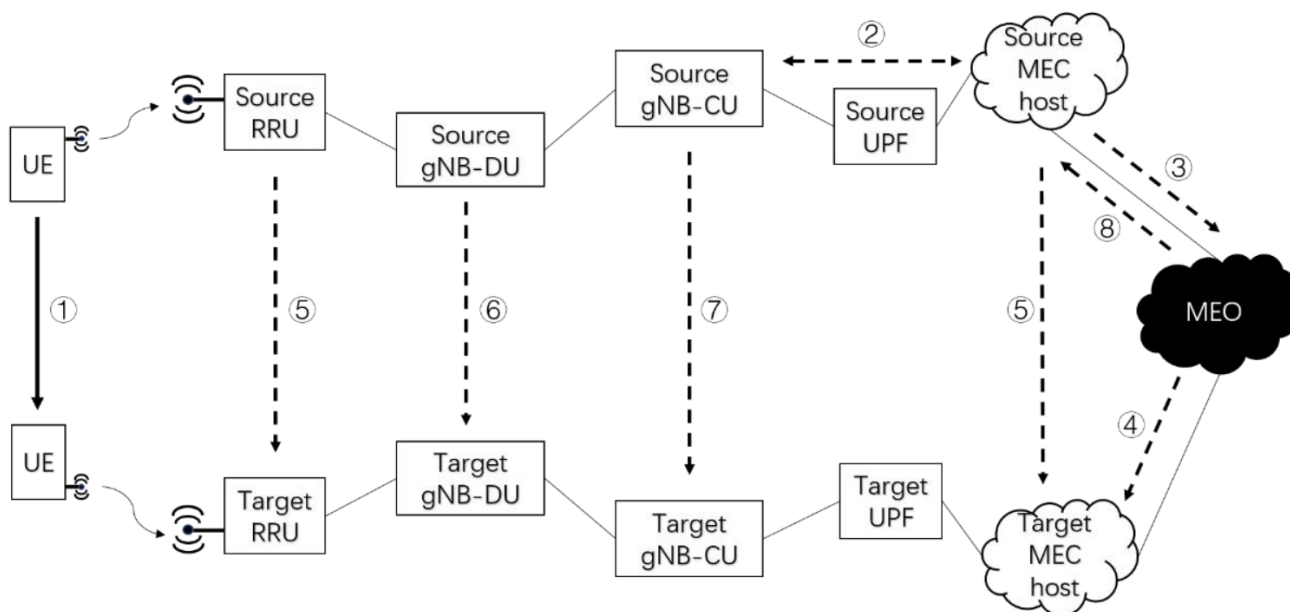 ②
Source
MEC
host
Source
RRU
Source
gNB-DU
Source
gNB-CU
Source
UPF
UE
③
⑧
①
⑤
⑥
⑦
⑤
MEO
④
UE
Target
RRU
Target
gNB-DU
Target
gNB-CU
Target
UPF
Target
MEC
host